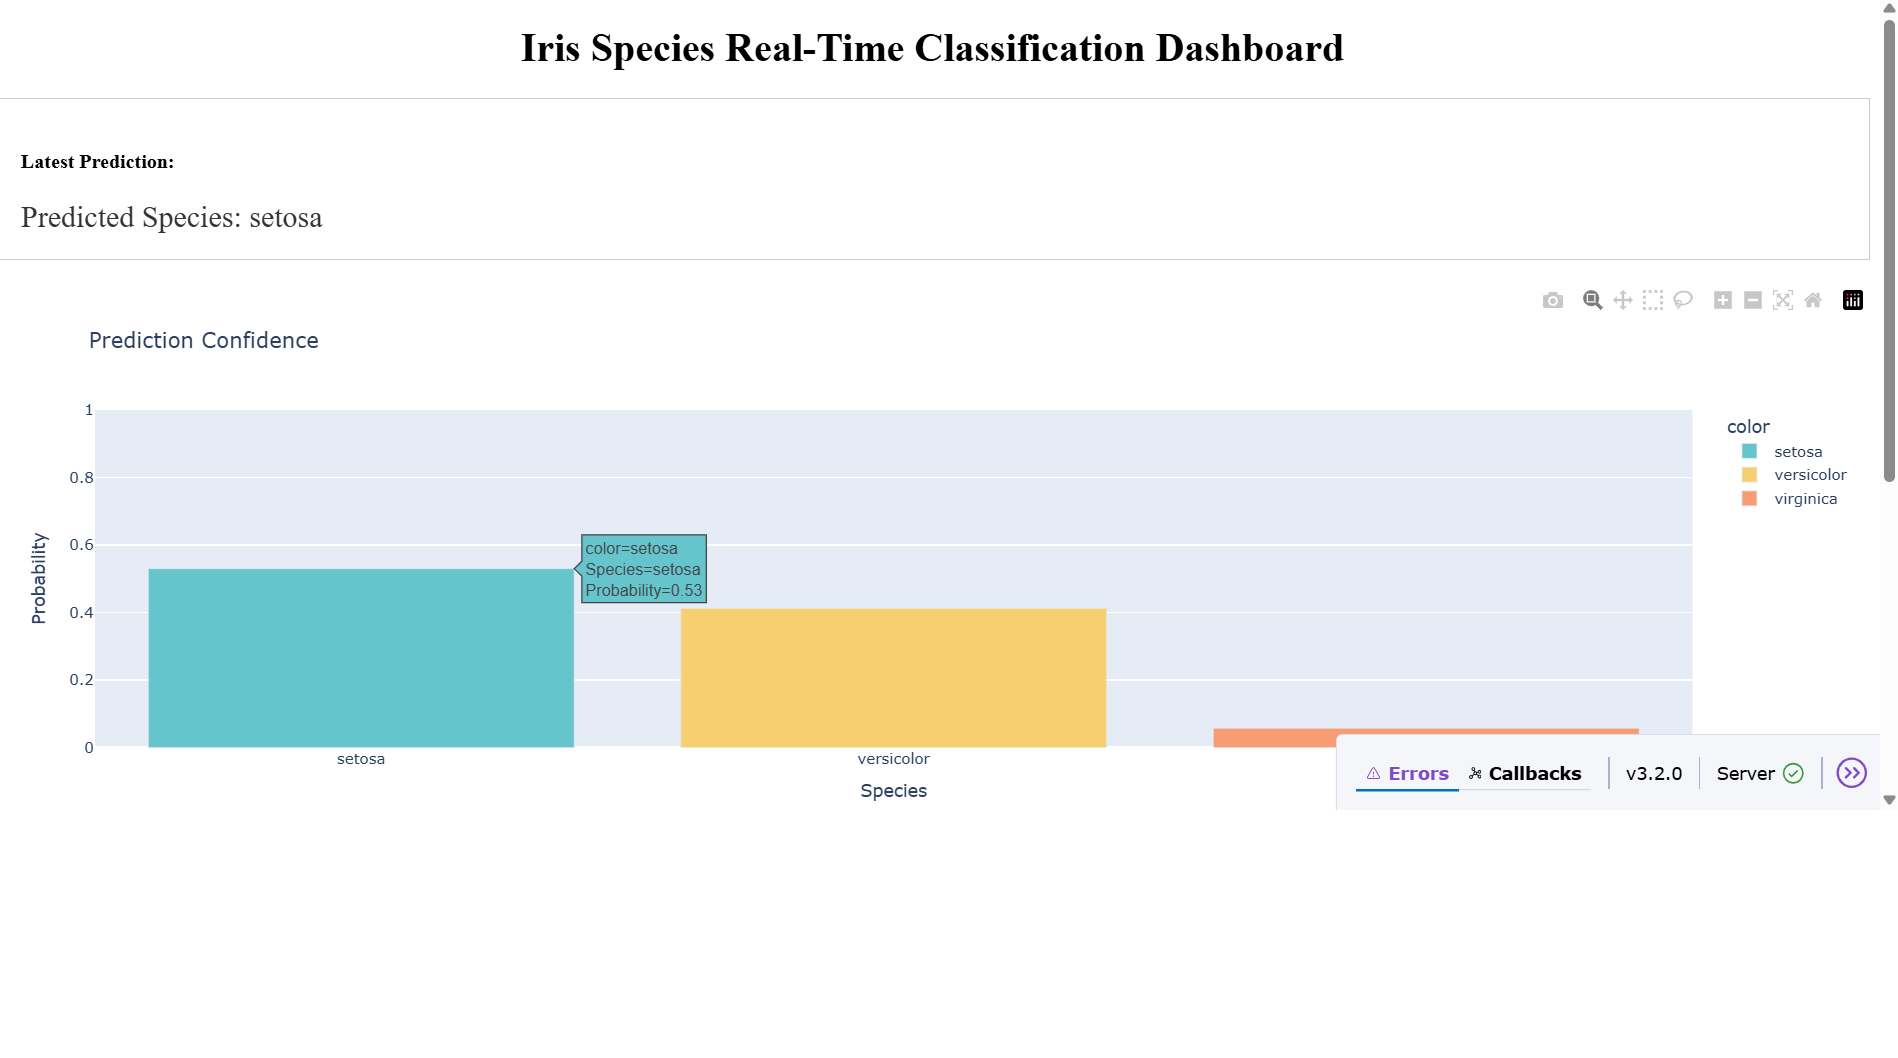 Iris Species Real-Time Classification Dashboard
Latest Prediction:
Predicted Species: setosa
Prediction Confidence
1
0.8
0.6
0.4
0.2
0
Probability
color=setosa
Species=setosa
Probability=0.53
setosa
versicolor
Species
color
setosa
versicolor
virginica
Errors Callbacks v3.2.0 Server